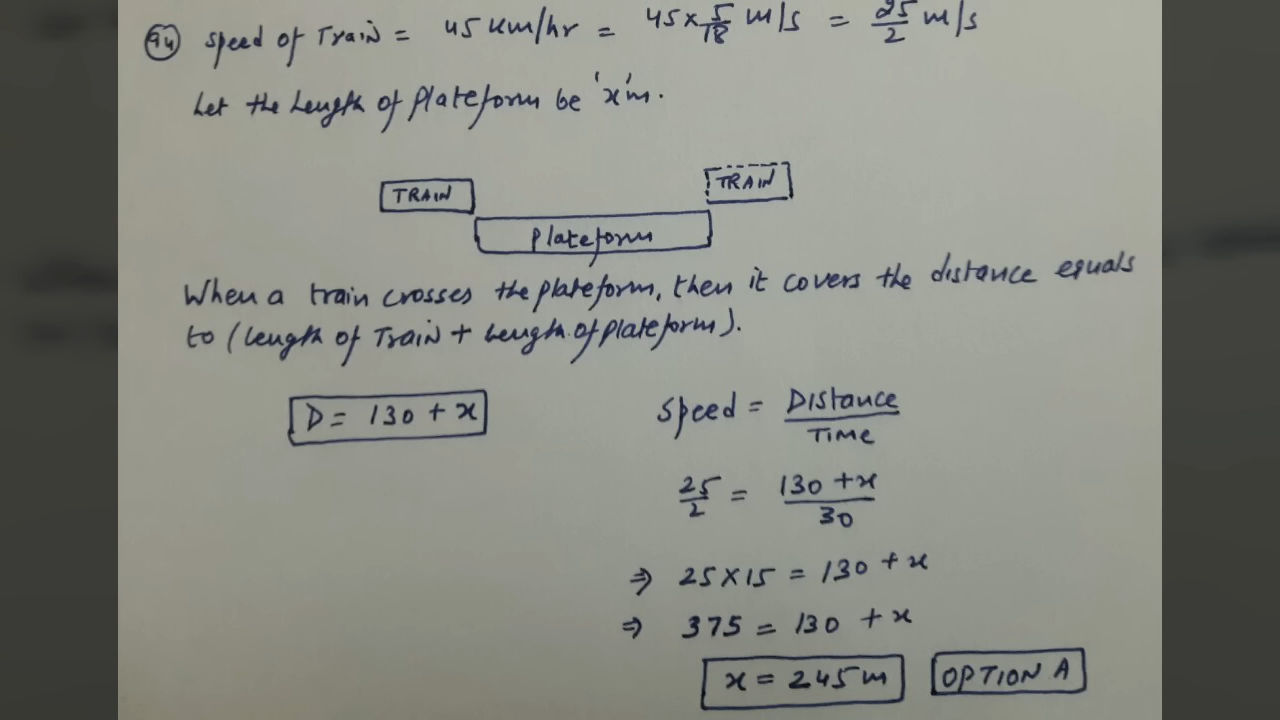 94 Speed of Train = 45 km/hr = 45 × 5/18 m/s = 25/2 m/s
Let the Length of Plateform be 'x' m.
TRAIN
TRAIN
Plateform
When a train crosses the plateform, then it covers the distance equals
to (length of Train + Length of plateform).
D = 130 + x
Speed = Distance / Time
25/2 = 130 + x / 30
⇒ 25 × 15 = 130 + x
⇒ 375 = 130 + x
x = 245 m
OPTION A